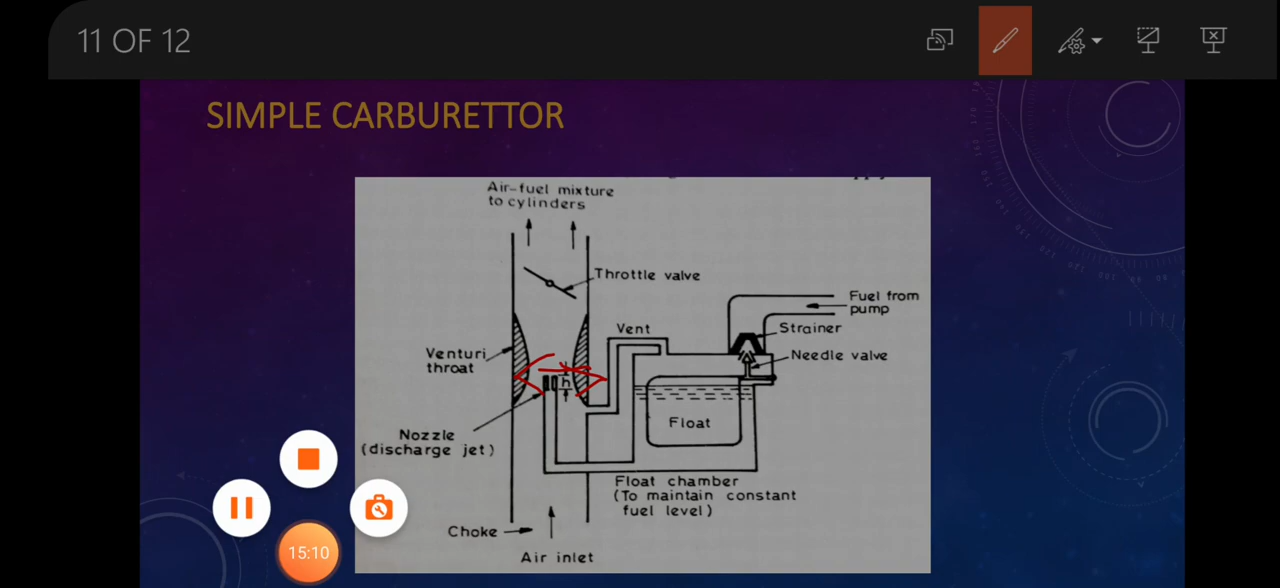 11 OF 12
SIMPLE CARBURETTOR
Air-fuel mixture
to cylinders
Throttle valve
Fuel from
pump
Vent
Strainer
Venturi
throat
Needle valve
h
Float
Nozzle
(discharge jet)
Float chamber
(To maintain constant
fuel level)
Choke
Air inlet
15:10